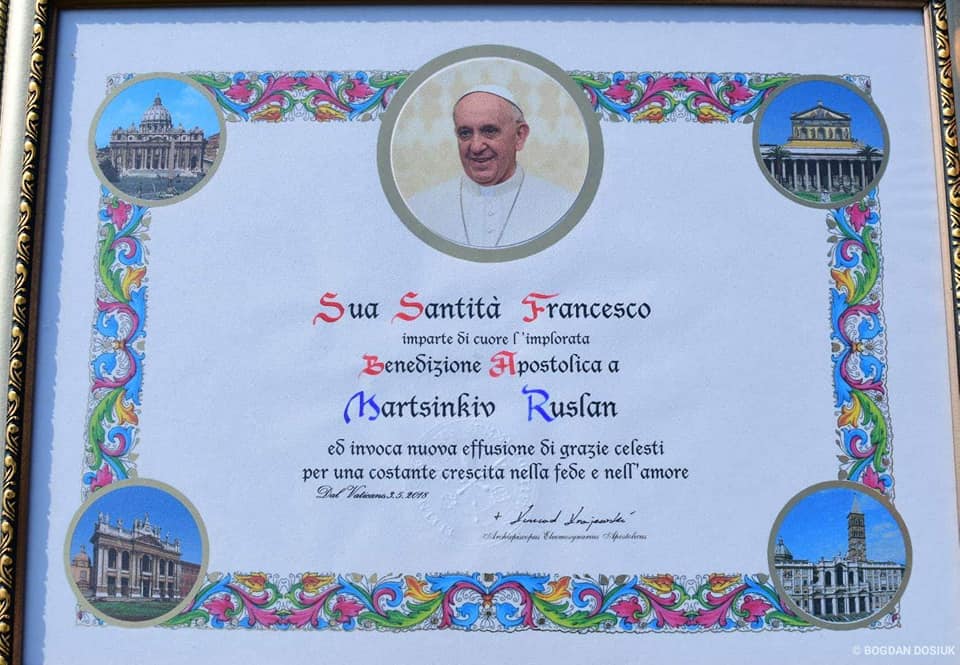 Sua Santità Francesco
imparte di cuore l'implorata
Benedizione Apostolica a
Martsinkiv Ruslan
ed invoca nuova effusione di grazie celesti
per una costante crescita nella fede e nell'amore
Dal Vaticano 3.5.2018
Archiepiscopus Eleemosynarius Apostolicus
© BOGDAN DOSIUK